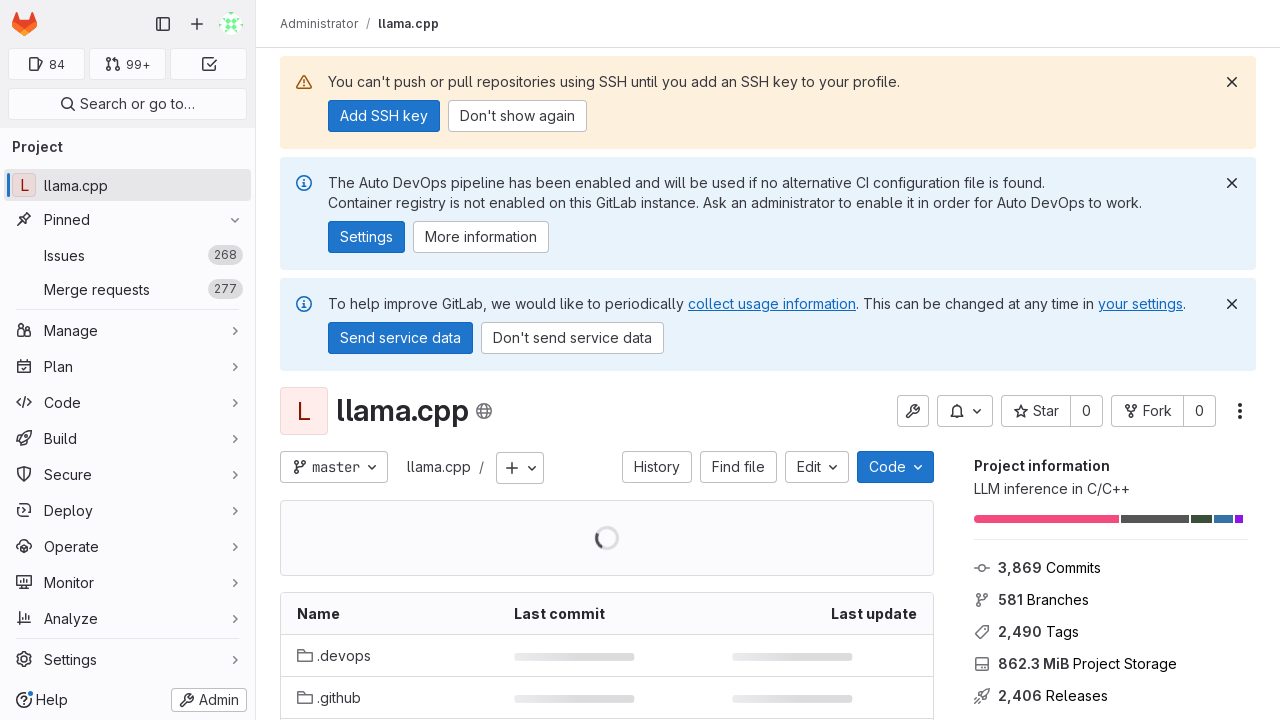 Administrator / llama.cpp
84
99+
Search or go to…
Project
L llama.cpp
Pinned
Issues 268
Merge requests 277
Manage
Plan
Code
Build
Secure
Deploy
Operate
Monitor
Analyze
Settings
Help
Admin
You can't push or pull repositories using SSH until you add an SSH key to your profile.
Add SSH key
Don't show again
The Auto DevOps pipeline has been enabled and will be used if no alternative CI configuration file is found.
Container registry is not enabled on this GitLab instance. Ask an administrator to enable it in order for Auto DevOps to work.
Settings
More information
To help improve GitLab, we would like to periodically collect usage information. This can be changed at any time in your settings.
Send service data
Don't send service data
L llama.cpp
Star 0
Fork 0
master
llama.cpp /
History
Find file
Edit
Code
Name Last commit Last update
.devops
.github
Project information
LLM inference in C/C++
3,869 Commits
581 Branches
2,490 Tags
862.3 MiB Project Storage
2,406 Releases